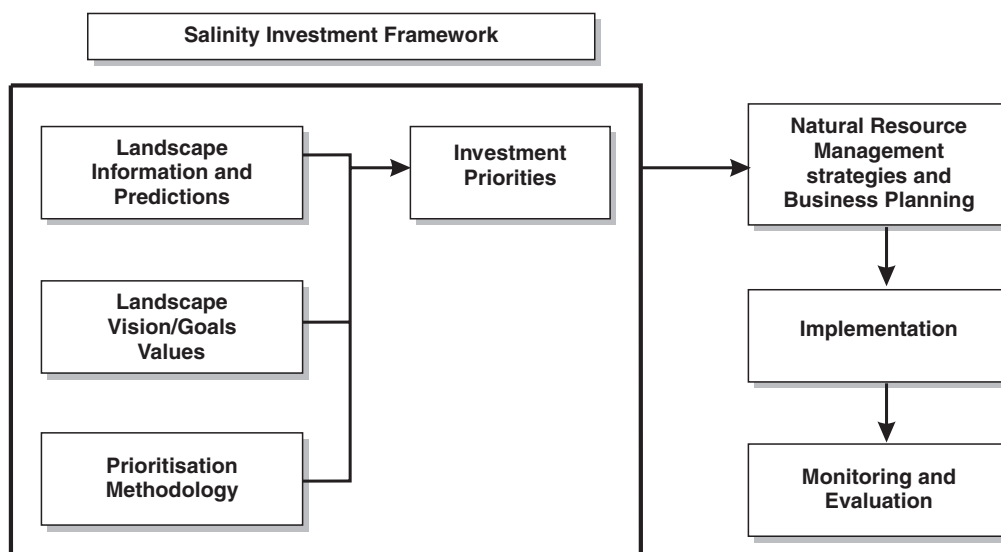 Salinity Investment Framework
Landscape
Information and
Predictions
Investment
Priorities
Landscape
Vision/Goals
Values
Prioritisation
Methodology
Natural Resource
Management
strategies and
Business Planning
Implementation
Monitoring and
Evaluation